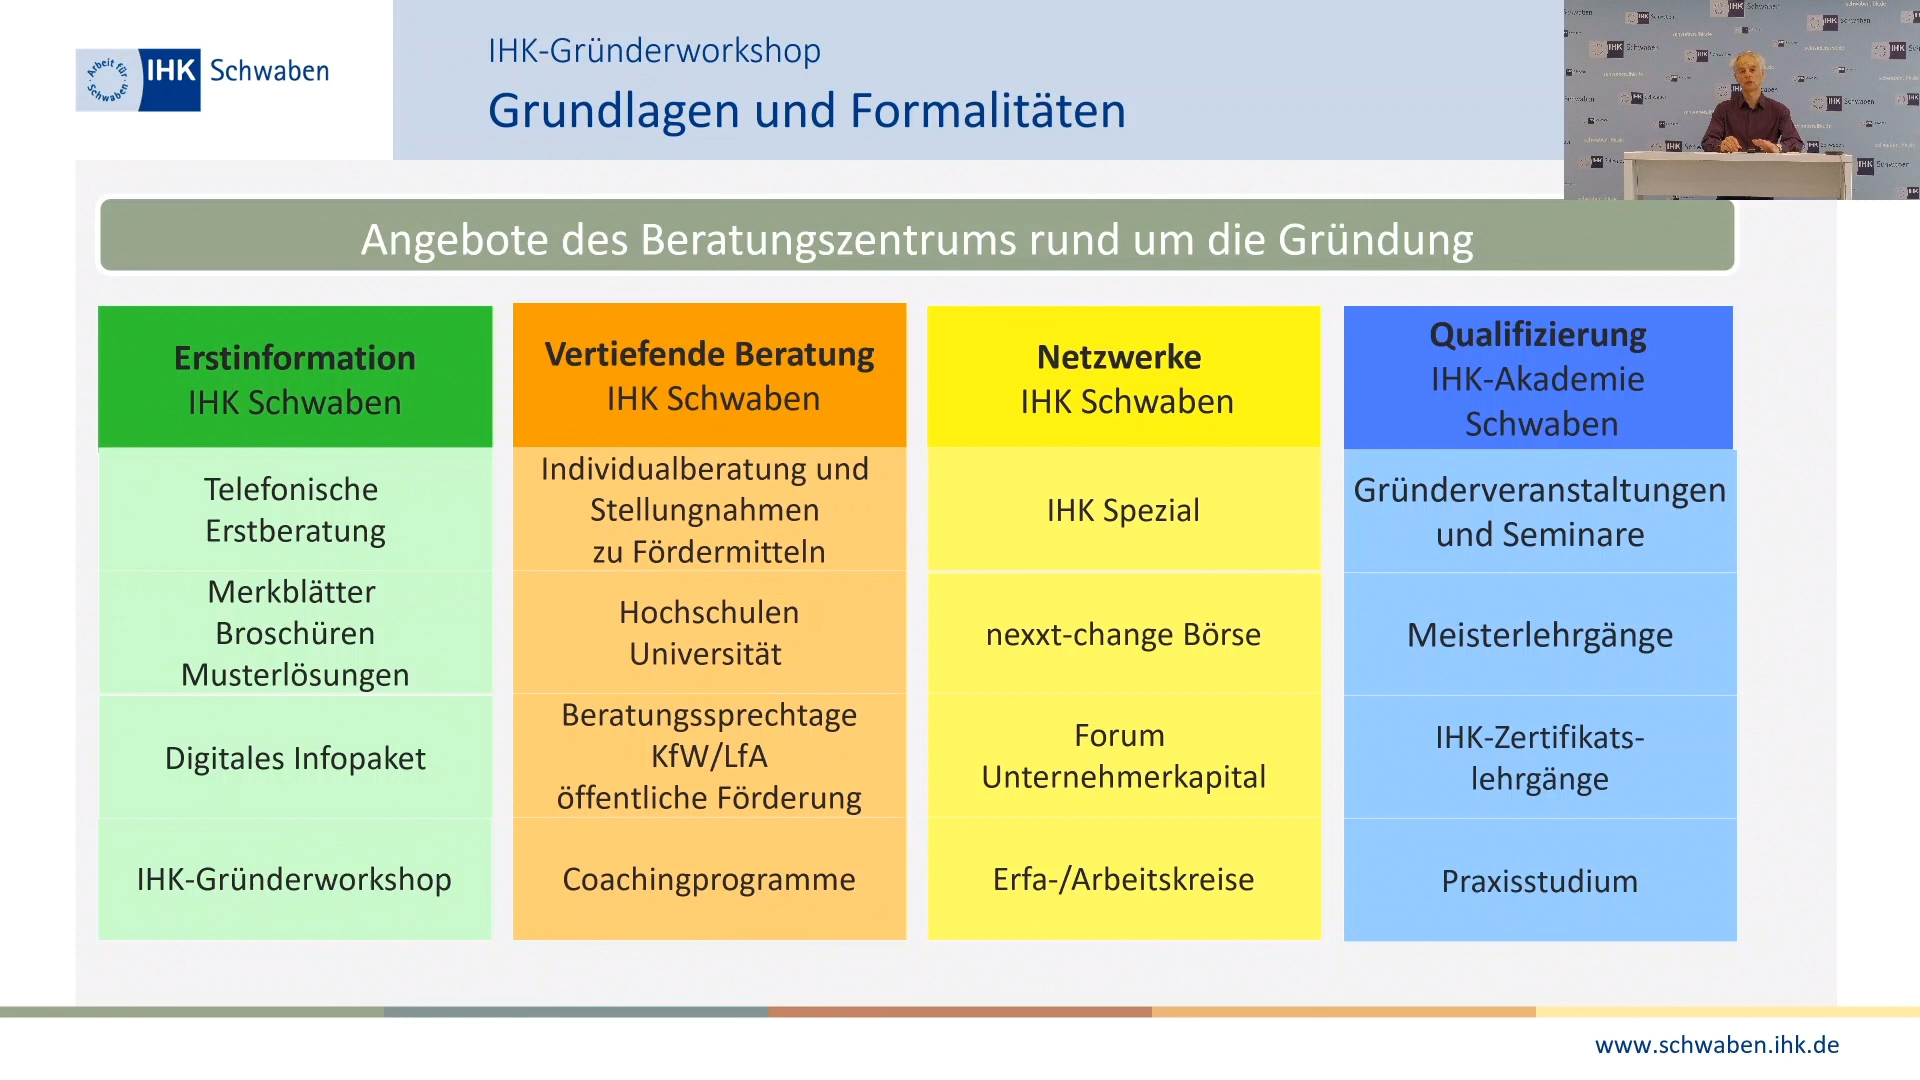 Arbeit für Schwaben
IHK Schwaben
IHK-Gründerworkshop
Grundlagen und Formalitäten
Angebote des Beratungszentrums rund um die Gründung
Erstinformation
IHK Schwaben
Telefonische
Erstberatung
Merkblätter
Broschüren
Musterlösungen
Digitales Infopaket
IHK-Gründerworkshop
Vertiefende Beratung
IHK Schwaben
Individualberatung und
Stellungnahmen
zu Fördermitteln
Hochschulen
Universität
Beratungssprechtage
KfW/LfA
öffentliche Förderung
Coachingprogramme
Netzwerke
IHK Schwaben
IHK Spezial
nexxt-change Börse
Forum
Unternehmerkapital
Erfa-/Arbeitskreise
Qualifizierung
IHK-Akademie
Schwaben
Gründerveranstaltungen
und Seminare
Meisterlehrgänge
IHK-Zertifikats-
lehrgänge
Praxisstudium
www.schwaben.ihk.de